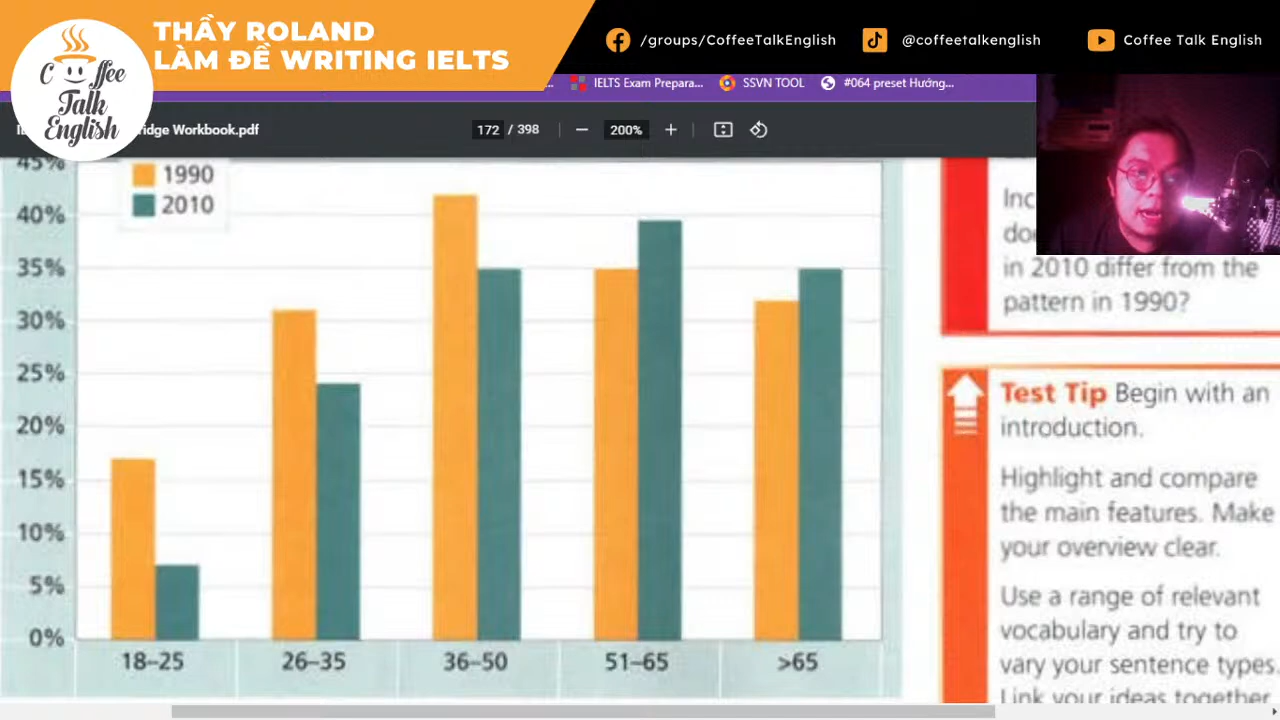 THẦY ROLAND
LÀM ĐỀ WRITING IELTS
/groups/CoffeeTalkEnglish
@coffeetalkenglish
Coffee Talk English
Coffee
Talk
English
IELTS Exam Prepara...
SSVN TOOL
#064 preset Hướng...
ridge Workbook.pdf
172 / 398
200%
45%
40%
35%
30%
25%
20%
15%
10%
5%
0%
1990
2010
18–25
26–35
36–50
51–65
>65
in 2010 differ from the
pattern in 1990?
Test Tip Begin with an
introduction.
Highlight and compare
the main features. Make
your overview clear.
Use a range of relevant
vocabulary and try to
vary your sentence types.
Link your ideas together